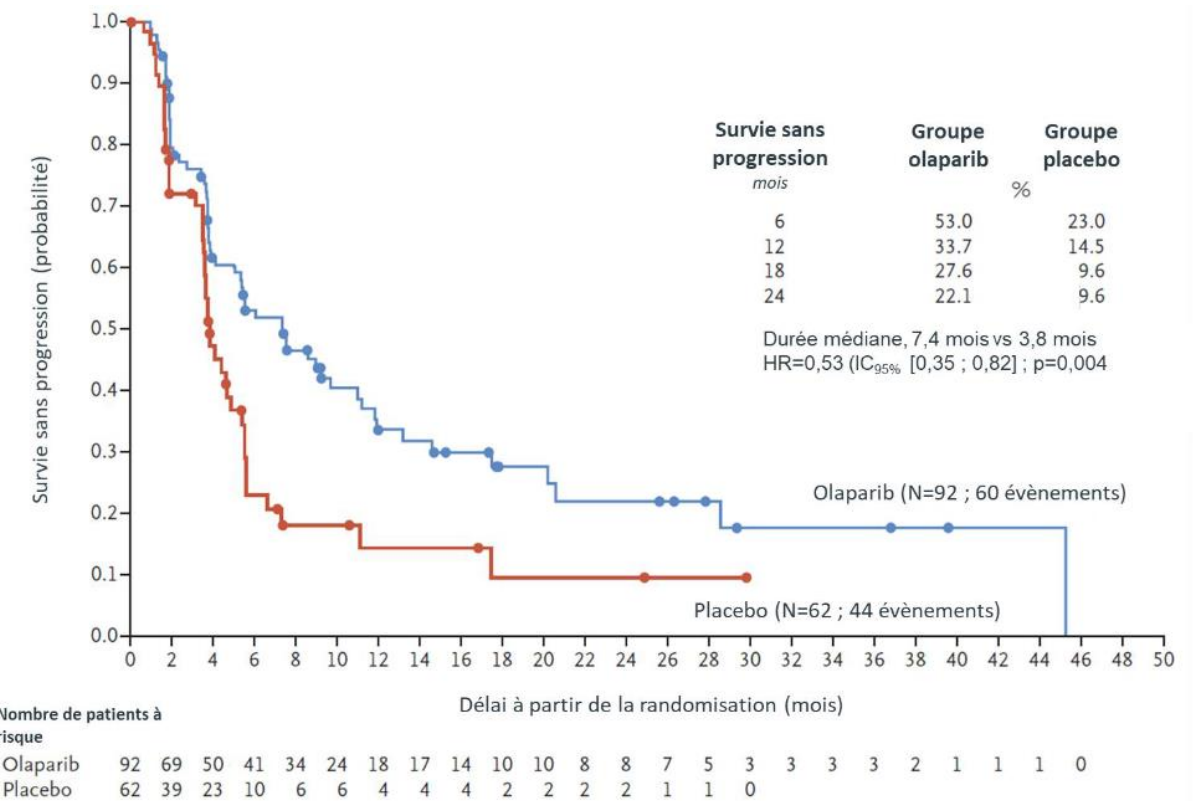 Survie sans progression (probabilité)
1.0
0.9
0.8
0.7
0.6
0.5
0.4
0.3
0.2
0.1
0.0
Survie sans progression
mois
Groupe olaparib
Groupe placebo
%
6 53.0 23.0
12 33.7 14.5
18 27.6 9.6
24 22.1 9.6
Durée médiane, 7,4 mois vs 3,8 mois
HR=0,53 (IC95% [0,35 ; 0,82] ; p=0,004
Olaparib (N=92 ; 60 évènements)
Placebo (N=62 ; 44 évènements)
0 2 4 6 8 10 12 14 16 18 20 22 24 26 28 30 32 34 36 38 40 42 44 46 48 50
Délai à partir de la randomisation (mois)
Nombre de patients à
risque
Olaparib 92 69 50 41 34 24 18 17 14 10 10 8 8 7 5 3 3 3 3 2 1 1 1 0
Placebo 62 39 23 10 6 6 4 4 4 2 2 2 2 1 1 0